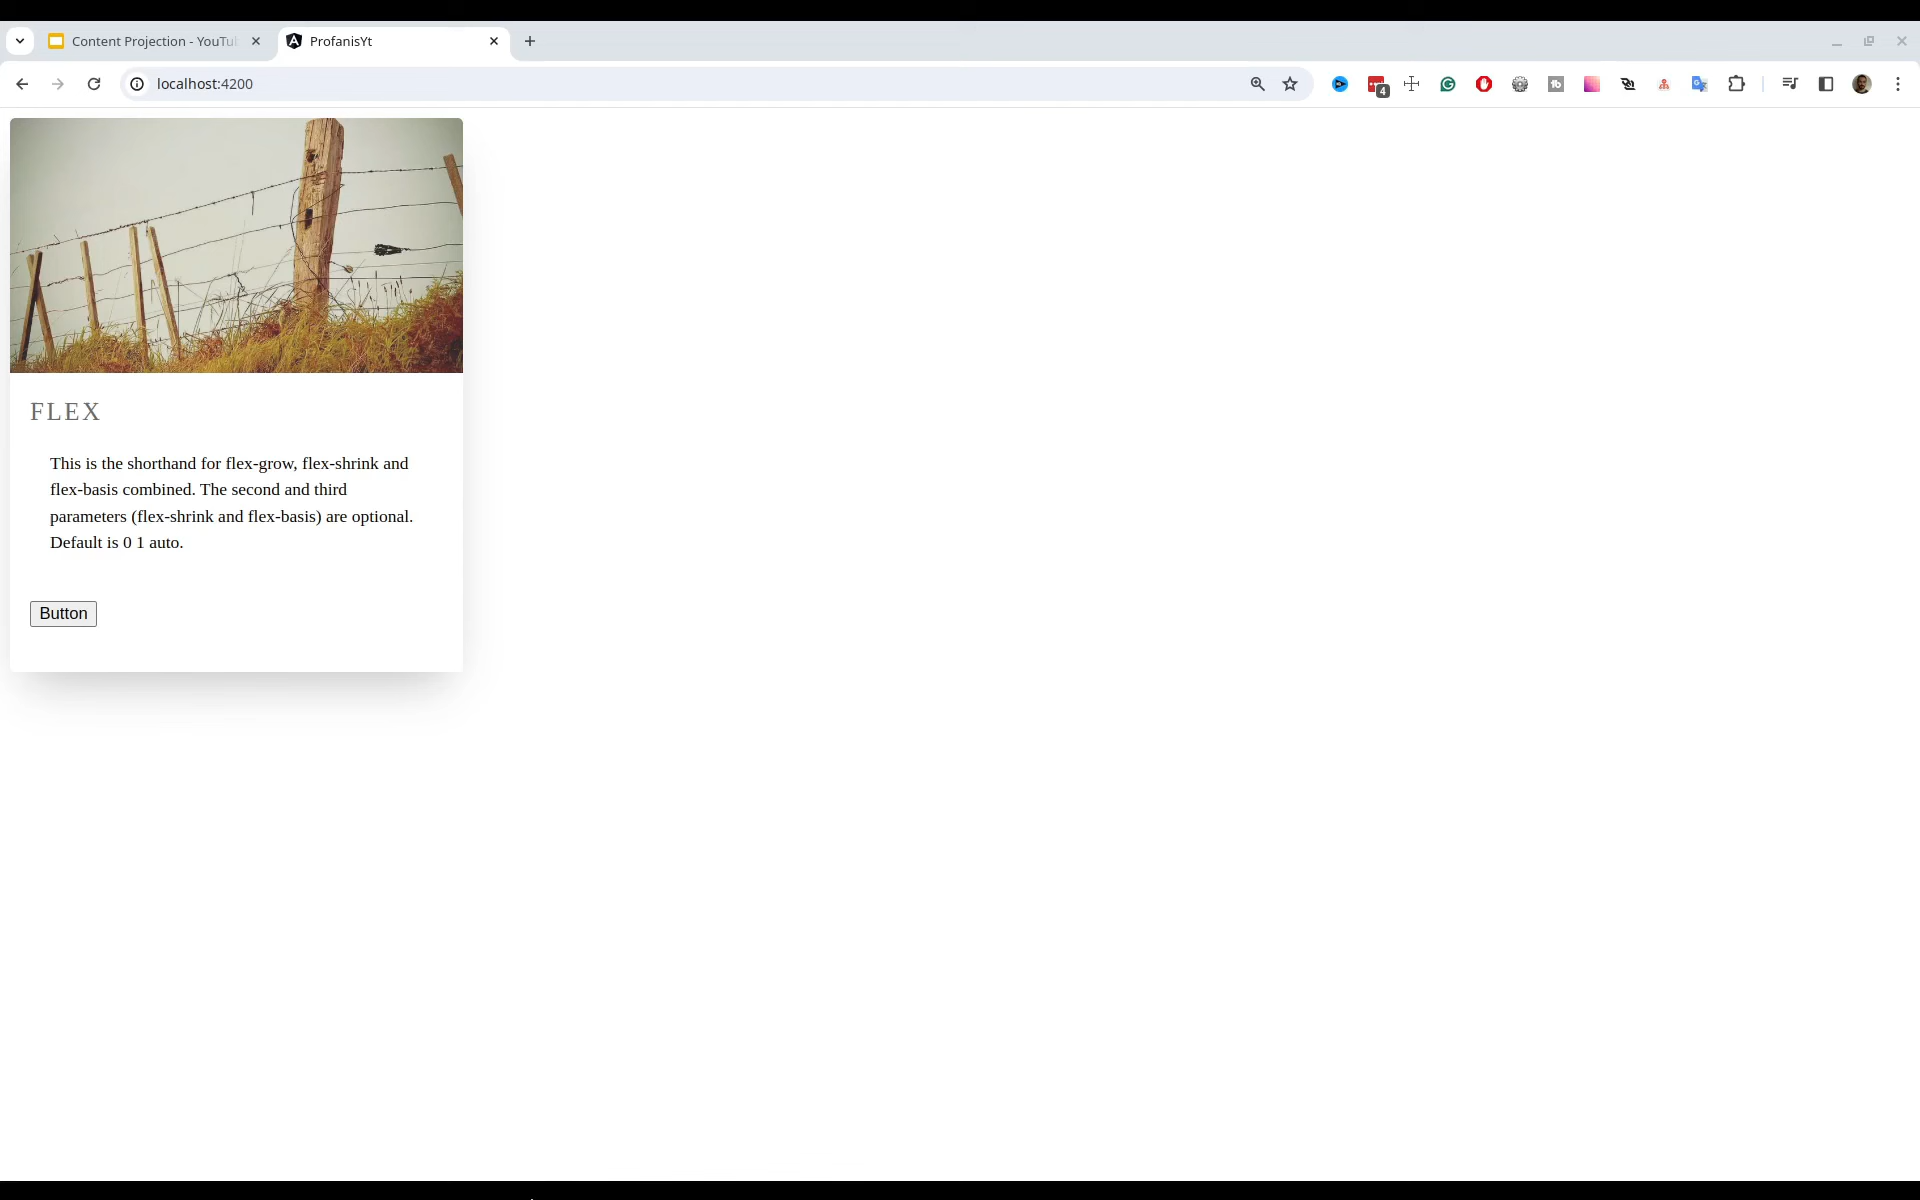 Content Projection - YouTu
ProfanisYt
localhost:4200
4
FLEX
This is the shorthand for flex-grow, flex-shrink and
flex-basis combined. The second and third
parameters (flex-shrink and flex-basis) are optional.
Default is 0 1 auto.
Button